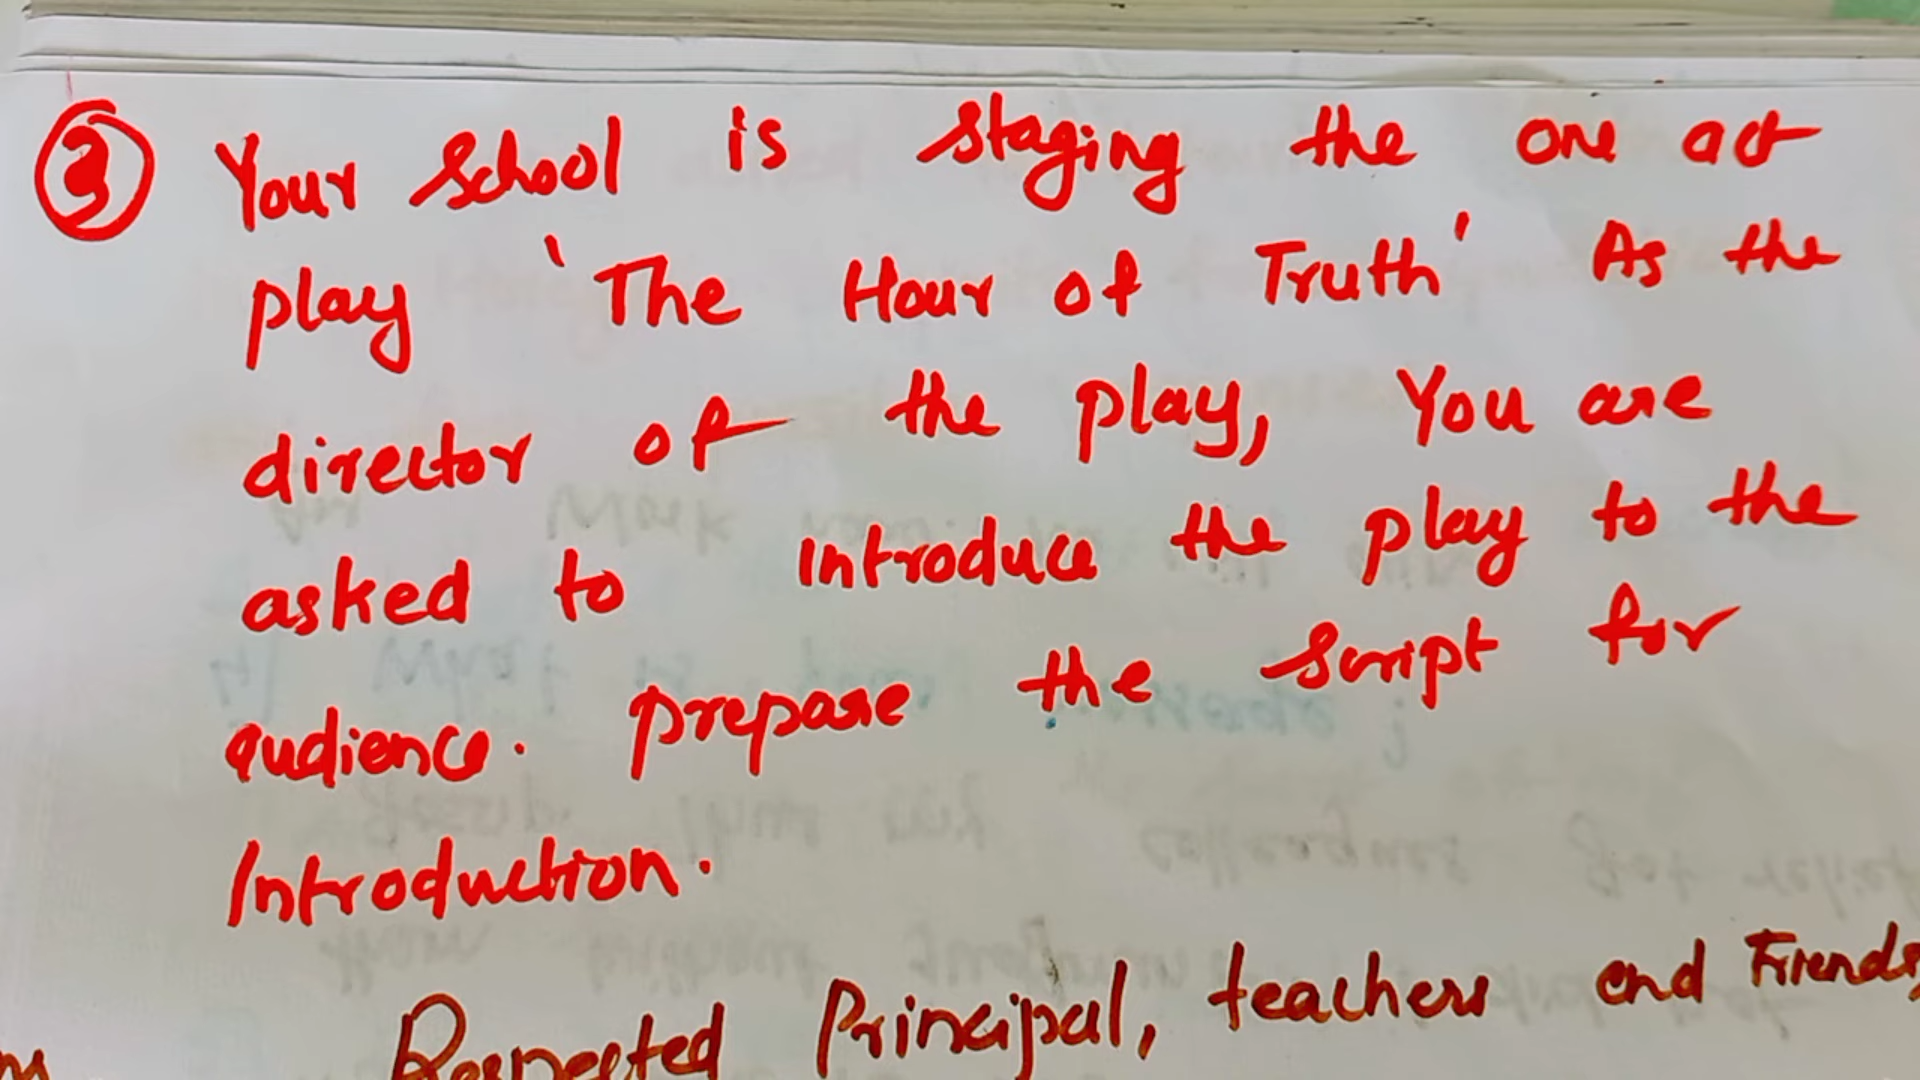 3 Your School is staging the one act
play 'The Hour of Truth' As the
director of the play, You are
asked to introduce the play to the
audience. prepare the script for
Introduction.
Respected Principal, teachers and Friends,